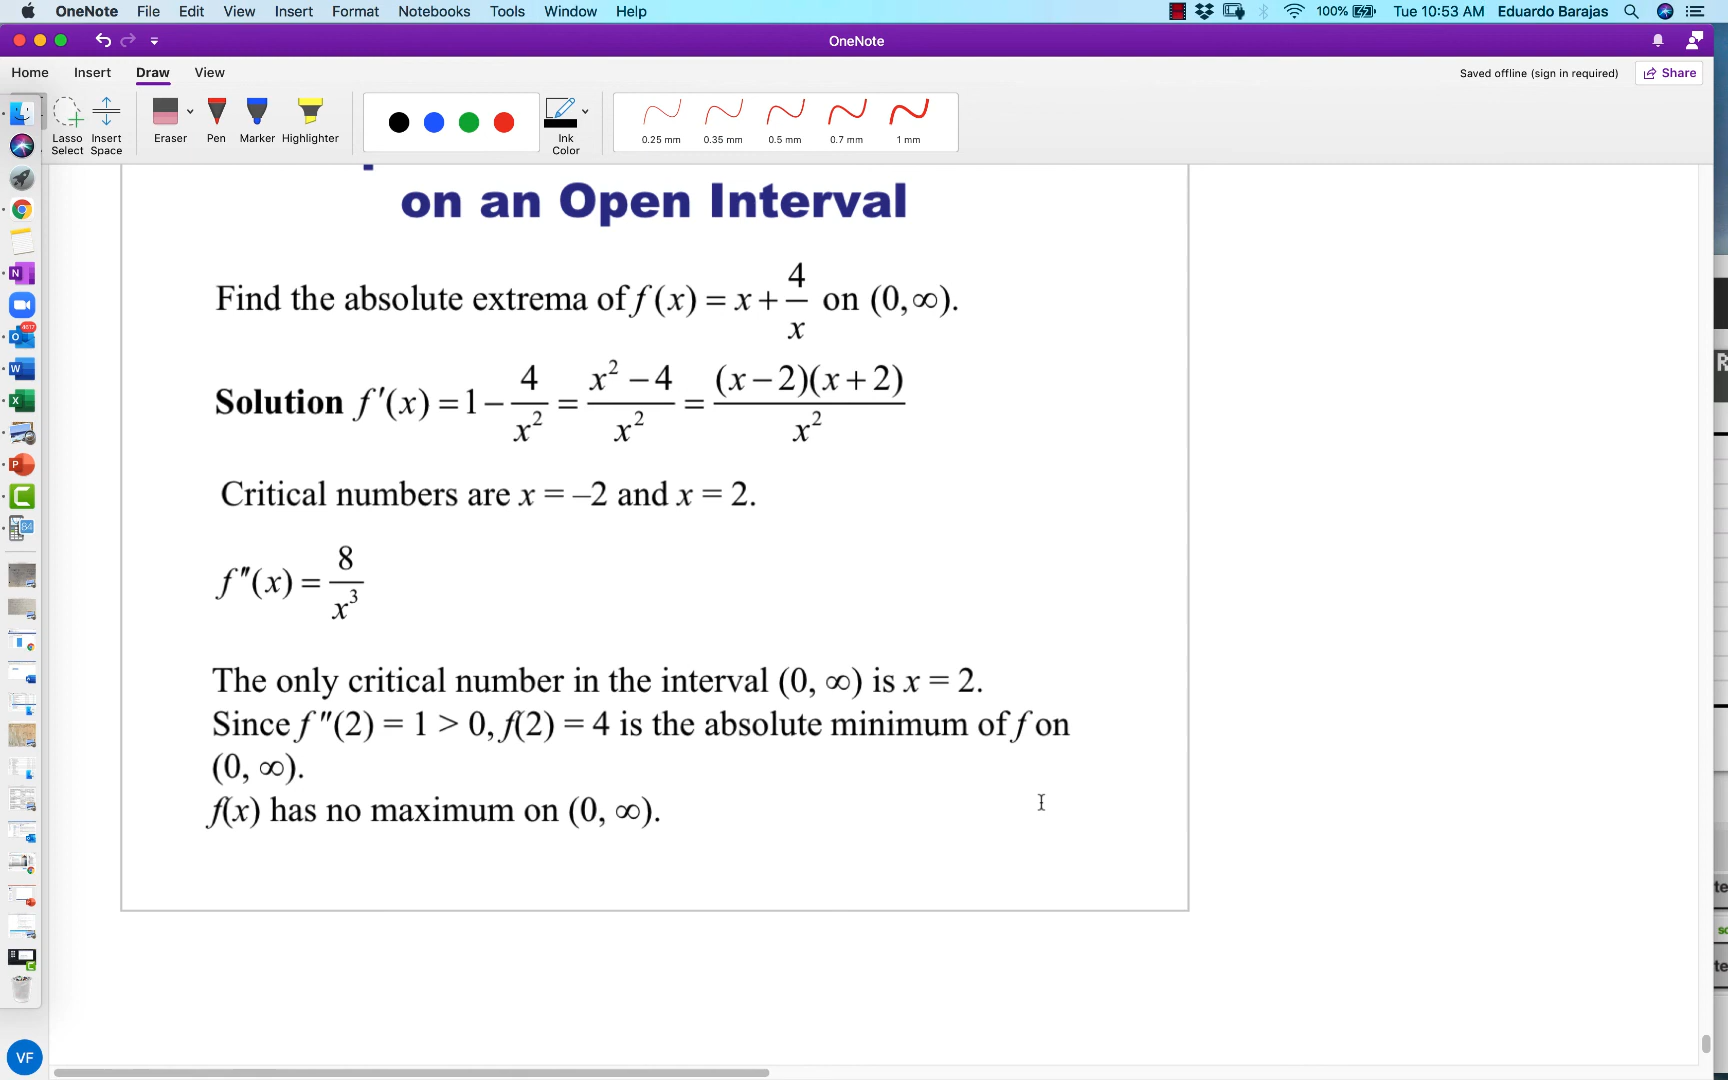 OneNote File Edit View Insert Format Notebooks Tools Window Help 100% Tue 10:53 AM Eduardo Barajas
OneNote
Home Insert Draw View Saved offline (sign in required) Share
Lasso Select Insert Space Eraser Pen Marker Highlighter Ink Color 0.25 mm 0.35 mm 0.5 mm 0.7 mm 1 mm
on an Open Interval
Find the absolute extrema of f(x) = x + 4/x on (0,∞).
Solution f′(x) = 1 − 4/x² = x² − 4/x² = (x − 2)(x + 2)/x²
Critical numbers are x = –2 and x = 2.
f″(x) = 8/x³
The only critical number in the interval (0, ∞) is x = 2.
Since f ″(2) = 1 > 0, f(2) = 4 is the absolute minimum of f on
(0, ∞).
f(x) has no maximum on (0, ∞).
VF